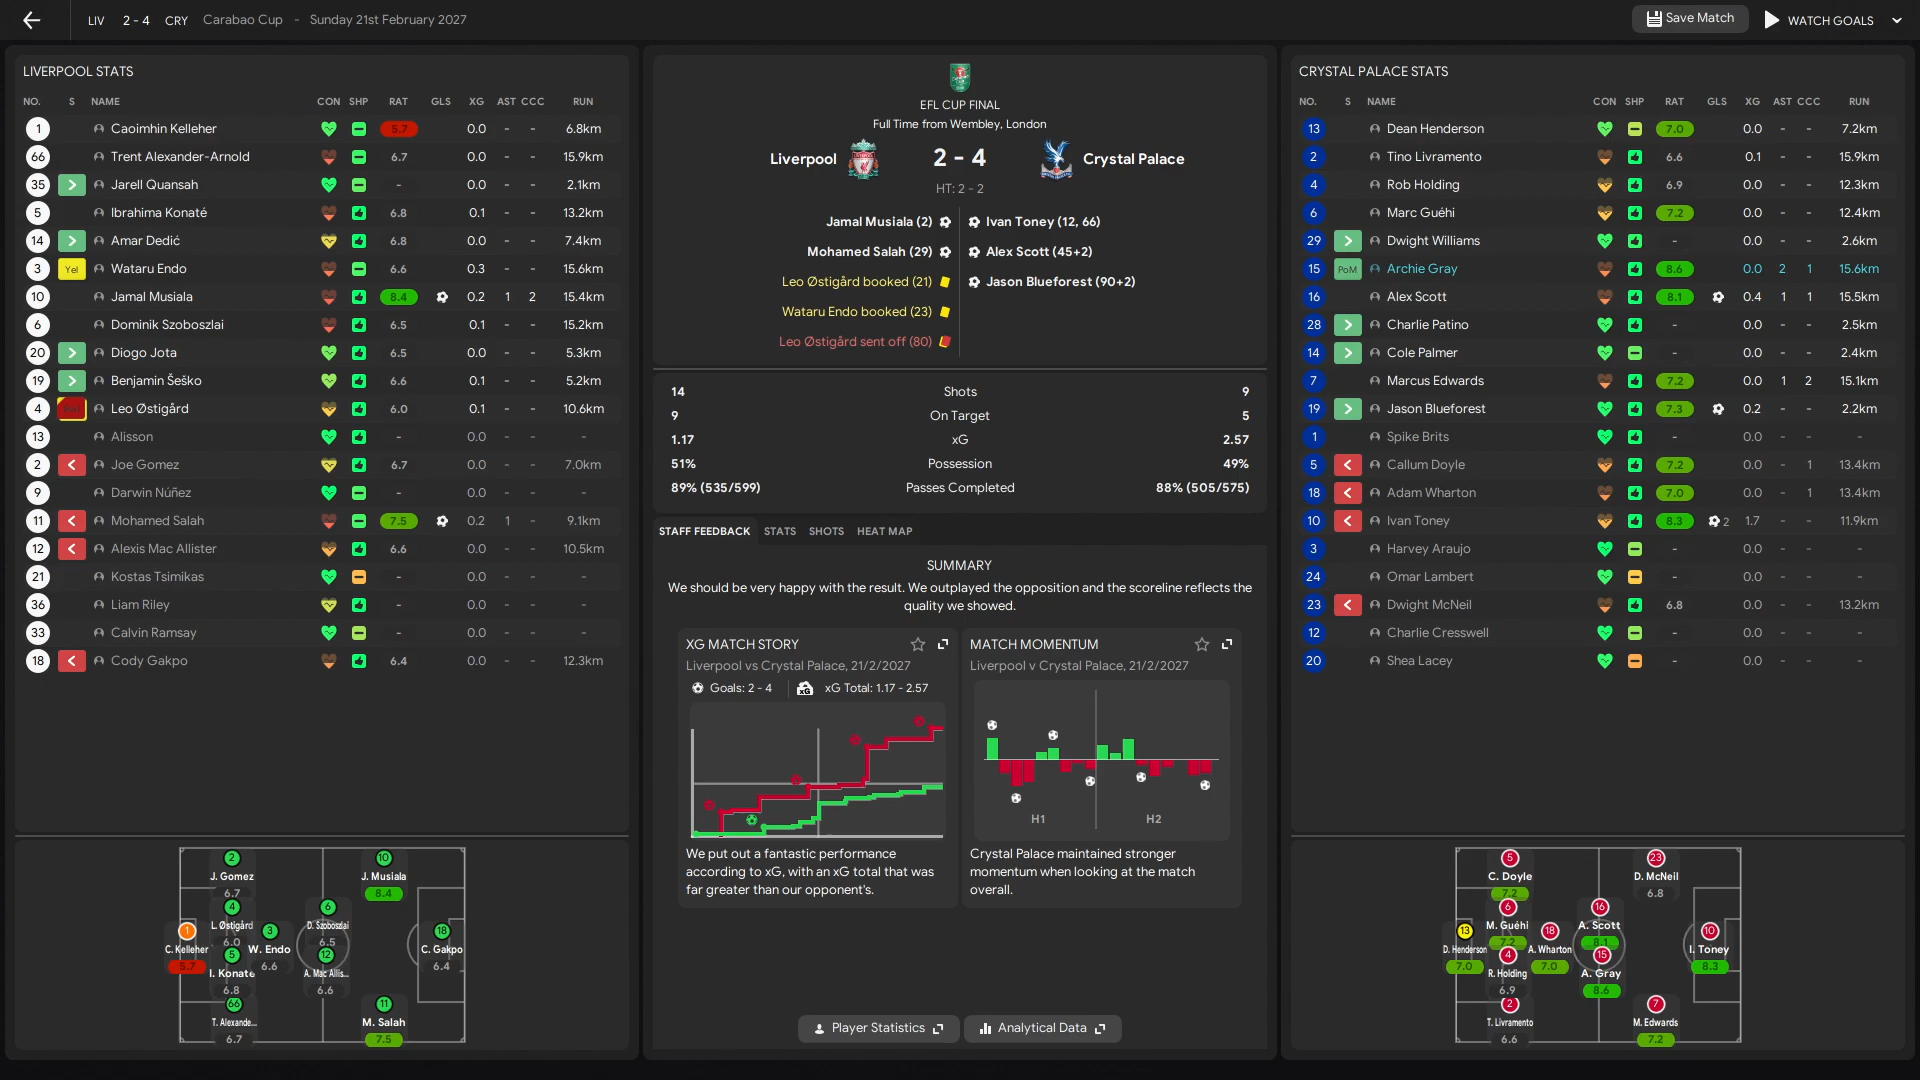 LIV 2 - 4 CRY Carabao Cup - Sunday 21st February 2027
Save Match
WATCH GOALS
LIVERPOOL STATS
NO. S NAME CON SHP RAT GLS XG AST CCC RUN
1 Caoimhin Kelleher 5.7 0.0 - - 6.8km
66 Trent Alexander-Arnold 6.7 0.0 - - 15.9km
35 Jarell Quansah - 0.0 - - 2.1km
5 Ibrahima Konaté 6.8 0.1 - - 13.2km
14 Amar Dedić 6.8 0.0 - - 7.4km
3 Yel Wataru Endo 6.6 0.3 - - 15.6km
10 Jamal Musiala 8.4 0.2 1 2 15.4km
6 Dominik Szoboszlai 6.5 0.1 - - 15.2km
20 Diogo Jota 6.5 0.0 - - 5.3km
19 Benjamin Šeško 6.6 0.1 - - 5.2km
4 Leo Østigård 6.0 0.1 - - 10.6km
13 Alisson - 0.0 - - -
2 Joe Gomez 6.7 0.0 - - 7.0km
9 Darwin Núñez - 0.0 - - -
11 Mohamed Salah 7.5 0.2 1 - 9.1km
12 Alexis Mac Allister 6.6 0.0 - - 10.5km
21 Kostas Tsimikas - 0.0 - - -
36 Liam Riley - 0.0 - - -
33 Calvin Ramsay - 0.0 - - -
18 Cody Gakpo 6.4 0.0 - - 12.3km
2
J. Gomez
6.7
10
J. Musiala
8.4
4
L. Østigård
6.0
6
D. Szoboszlai
6.5
1
C. Kelleher
5.7
3
W. Endo
6.6
18
C. Gakpo
6.4
5
I. Konaté
6.8
12
A. Mac Allis...
6.6
66
T. Alexande...
6.7
11
M. Salah
7.5
EFL CUP FINAL
Full Time from Wembley, London
Liverpool 2 - 4 Crystal Palace
HT: 2 - 2
Jamal Musiala (2) Ivan Toney (12, 66)
Mohamed Salah (29) Alex Scott (45+2)
Leo Østigård booked (21) Jason Blueforest (90+2)
Wataru Endo booked (23)
Leo Østigård sent off (80)
14 Shots 9
9 On Target 5
1.17 xG 2.57
51% Possession 49%
89% (535/599) Passes Completed 88% (505/575)
STAFF FEEDBACK STATS SHOTS HEAT MAP
SUMMARY
We should be very happy with the result. We outplayed the opposition and the scoreline reflects the
quality we showed.
XG MATCH STORY
Liverpool vs Crystal Palace, 21/2/2027
Goals: 2 - 4 xG xG Total: 1.17 - 2.57
We put out a fantastic performance
according to xG, with an xG total that was
far greater than our opponent's.
MATCH MOMENTUM
Liverpool v Crystal Palace, 21/2/2027
H1 H2
Crystal Palace maintained stronger
momentum when looking at the match
overall.
Player Statistics
Analytical Data
CRYSTAL PALACE STATS
NO. S NAME CON SHP RAT GLS XG AST CCC RUN
13 Dean Henderson 7.0 0.0 - - 7.2km
2 Tino Livramento 6.6 0.1 - - 15.9km
4 Rob Holding 6.9 0.0 - - 12.3km
6 Marc Guéhi 7.2 0.0 - - 12.4km
29 Dwight Williams - 0.0 - - 2.6km
15 PoM Archie Gray 8.6 0.0 2 1 15.6km
16 Alex Scott 8.1 0.4 1 1 15.5km
28 Charlie Patino - 0.0 - - 2.5km
14 Cole Palmer - 0.0 - - 2.4km
7 Marcus Edwards 7.2 0.0 1 2 15.1km
19 Jason Blueforest 7.3 0.2 - - 2.2km
1 Spike Brits - 0.0 - - -
5 Callum Doyle 7.2 0.0 - 1 13.4km
18 Adam Wharton 7.0 0.0 - 1 13.4km
10 Ivan Toney 8.3 2 1.7 - - 11.9km
3 Harvey Araujo - 0.0 - - -
24 Omar Lambert - 0.0 - - -
23 Dwight McNeil 6.8 0.0 - - 13.2km
12 Charlie Cresswell - 0.0 - - -
20 Shea Lacey - 0.0 - - -
5
C. Doyle
7.2
23
D. McNeil
6.8
6
M. Guéhi
7.2
16
A. Scott
8.1
13
D. Henderson
7.0
18
A. Wharton
7.0
10
I. Toney
8.3
4
R. Holding
6.9
15
A. Gray
8.6
2
T. Livramento
6.6
7
M. Edwards
7.2